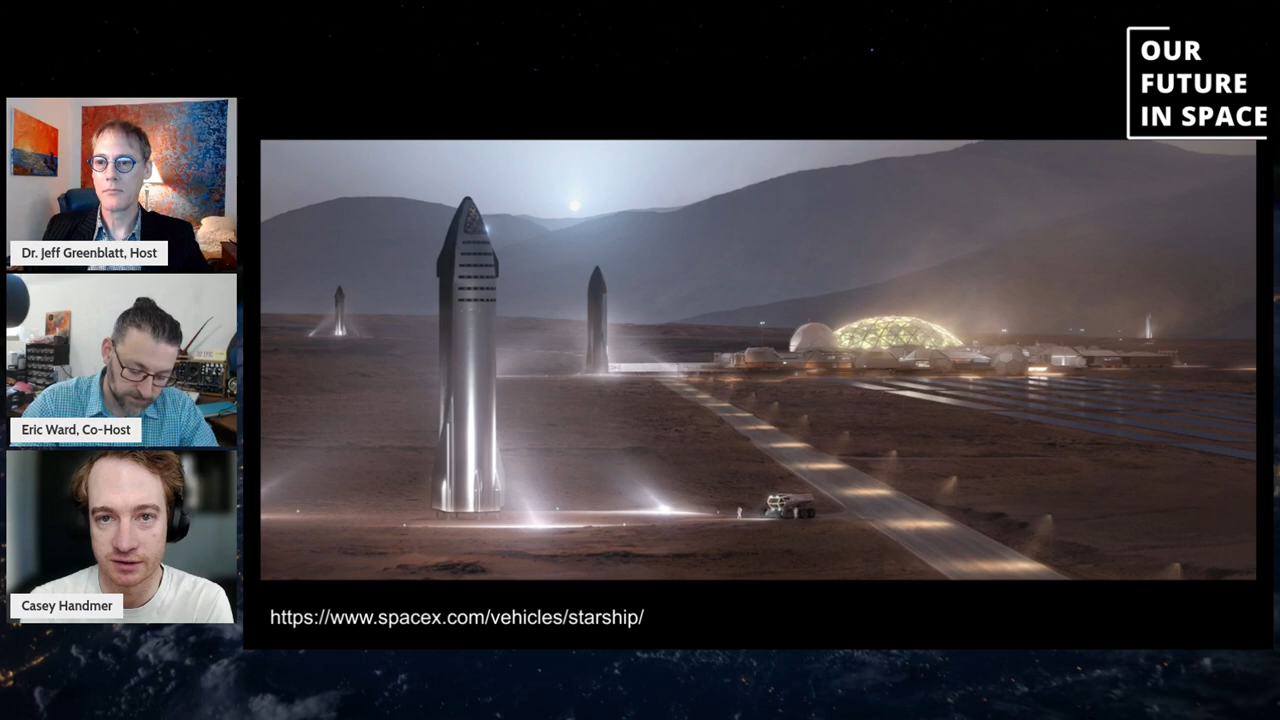 OUR
FUTURE
IN SPACE
Dr. Jeff Greenblatt, Host
Eric Ward, Co-Host
Casey Handmer
https://www.spacex.com/vehicles/starship/